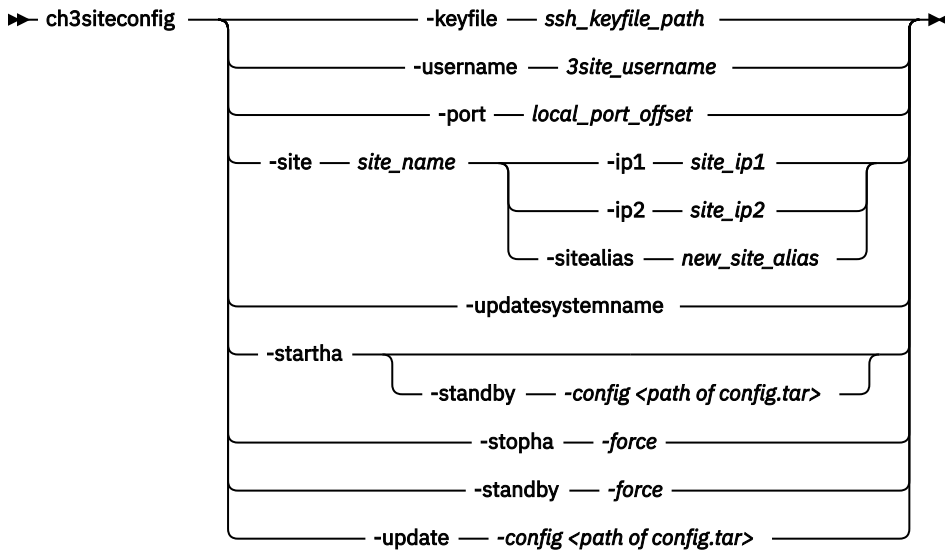 ch3siteconfig -keyfile ssh_keyfile_path
-username 3site_username
-port local_port_offset
-site site_name -ip1 site_ip1
-ip2 site_ip2
-sitealias new_site_alias
-updatesystemname
-startha
-standby -config <path of config.tar>
-stopha -force
-standby -force
-update -config <path of config.tar>